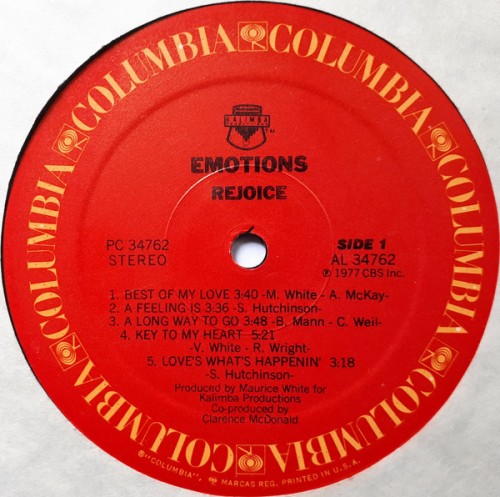 COLUMBIA COLUMBIA COLUMBIA COLUMBIA COLUMBIA COLUMBIA
EMOTIONS
REJOICE
PC 34762
STEREO
SIDE 1
AL 34762
℗ 1977 CBS Inc.
1. BEST OF MY LOVE 3:40 -M. White - A. McKay-
2. A FEELING IS 3:36 -S. Hutchinson-
3. A LONG WAY TO GO 3:48 -B. Mann - C. Weil-
4. KEY TO MY HEART 5:21
-V. White - R. Wright-
5. LOVE'S WHAT'S HAPPENIN' 3:18
-S. Hutchinson-
Produced by Maurice White for
Kalimba Productions
Co-produced by
Clarence McDonald
®"COLUMBIA", MARCAS REG. PRINTED IN U.S.A.